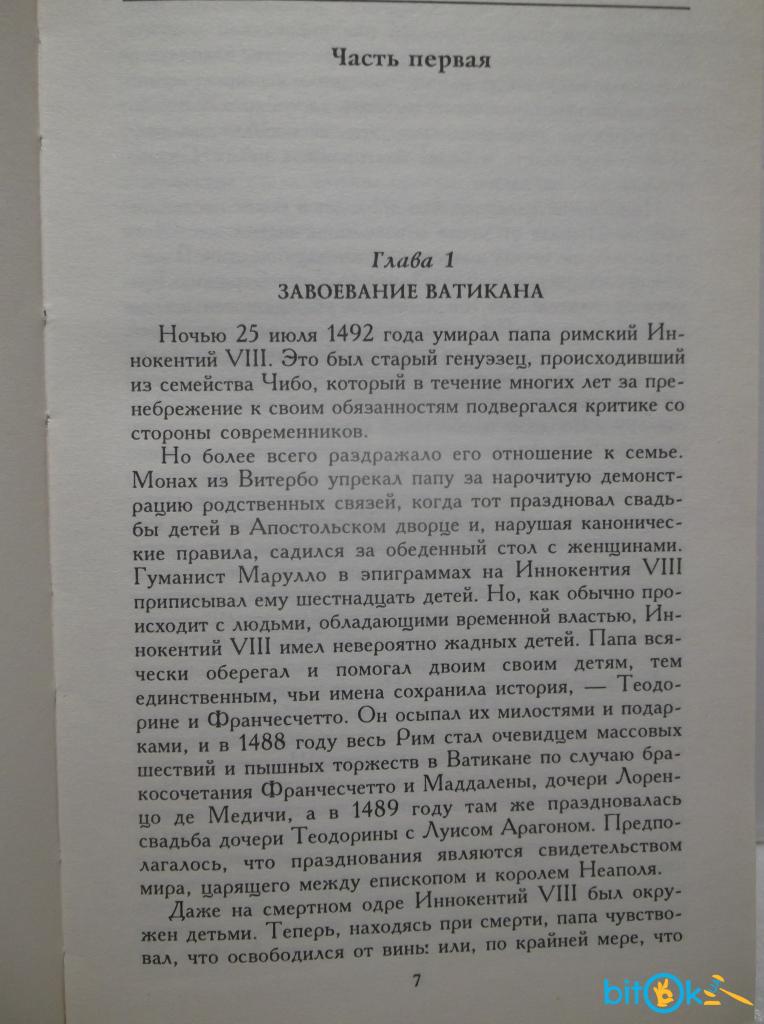 Часть первая
Глава 1
ЗАВОЕВАНИЕ ВАТИКАНА
Ночью 25 июля 1492 года умирал папа римский Ин-
нокентий VIII. Это был старый генуэзец, происходивший
из семейства Чибо, который в течение многих лет за пре-
небрежение к своим обязанностям подвергался критике со
стороны современников.
Но более всего раздражало его отношение к семье.
Монах из Витербо упрекал папу за нарочитую демонст-
рацию родственных связей, когда тот праздновал свадь-
бы детей в Апостольском дворце и, нарушая каноничес-
кие правила, садился за обеденный стол с женщинами.
Гуманист Марулло в эпиграммах на Иннокентия VIII
приписывал ему шестнадцать детей. Но, как обычно про-
исходит с людьми, обладающими временной властью, Ин-
нокентий VIII имел невероятно жадных детей. Папа вся-
чески оберегал и помогал двоим своим детям, тем
единственным, чьи имена сохранила история, — Теодо-
рине и Франчесчетто. Он осыпал их милостями и подар-
ками, и в 1488 году весь Рим стал очевидцем массовых
шествий и пышных торжеств в Ватикане по случаю бра-
косочетания Франчесчетто и Маддалены, дочери Лорен-
цо де Медичи, а в 1489 году там же праздновалась
свадьба дочери Теодорины с Луисом Арагоном. Предпо-
лагалось, что празднования являются свидетельством
мира, царящего между епископом и королем Неаполя.
Даже на смертном одре Иннокентий VIII был окру-
жен детьми. Теперь, находясь при смерти, папа чувство-
вал, что освободился от винь: или, по крайней мере, что
7
bitOk